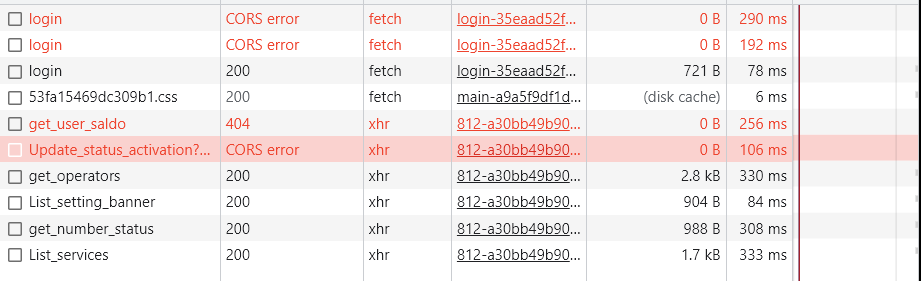 login CORS error fetch login-35eaad52f... 0 B 290 ms
login CORS error fetch login-35eaad52f... 0 B 192 ms
login 200 fetch login-35eaad52f... 721 B 78 ms
53fa15469dc309b1.css 200 fetch main-a9a5f9df1d... (disk cache) 6 ms
get_user_saldo 404 xhr 812-a30bb49b90... 0 B 256 ms
Update_status_activation?... CORS error xhr 812-a30bb49b90... 0 B 106 ms
get_operators 200 xhr 812-a30bb49b90... 2.8 kB 330 ms
List_setting_banner 200 xhr 812-a30bb49b90... 904 B 84 ms
get_number_status 200 xhr 812-a30bb49b90... 988 B 308 ms
List_services 200 xhr 812-a30bb49b90... 1.7 kB 333 ms